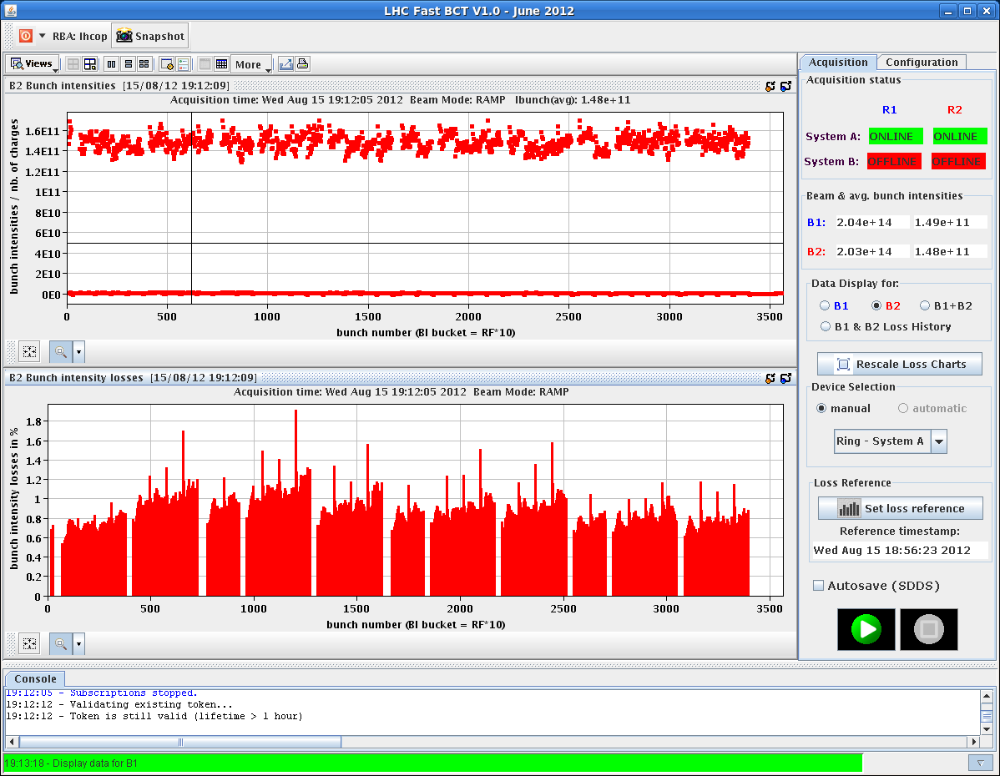 LHC Fast BCT V1.0 - June 2012
RBA: lhcop
Snapshot
Views
More
B2 Bunch intensities [15/08/12 19:12:09]
Acquisition time: Wed Aug 15 19:12:05 2012 Beam Mode: RAMP Ibunch(avg): 1.48e+11
bunch intensities / nb. of charges
1.6E11
1.4E11
1.2E11
1E11
8E10
6E10
4E10
2E10
0E0
0 500 1000 1500 2000 2500 3000 3500
bunch number (BI bucket = RF*10)
B2 Bunch intensity losses [15/08/12 19:12:09]
Acquisition time: Wed Aug 15 19:12:05 2012 Beam Mode: RAMP
bunch intensity losses in %
1.8
1.6
1.4
1.2
1
0.8
0.6
0.4
0.2
0
0 500 1000 1500 2000 2500 3000 3500
bunch number (BI bucket = RF*10)
Acquisition Configuration
Acquisition status
R1 R2
System A: ONLINE ONLINE
System B: OFFLINE OFFLINE
Beam & avg. bunch intensities
B1: 2.04e+14 1.49e+11
B2: 2.03e+14 1.48e+11
Data Display for:
B1 B2 B1+B2
B1 & B2 Loss History
Rescale Loss Charts
Device Selection
manual automatic
Ring - System A
Loss Reference
Set loss reference
Reference timestamp:
Wed Aug 15 18:56:23 2012
Autosave (SDDS)
Console
19:12:05 - Subscriptions stopped.
19:12:12 - Validating existing token...
19:12:12 - Token is still valid (lifetime > 1 hour)
19:13:18 - Display data for B1